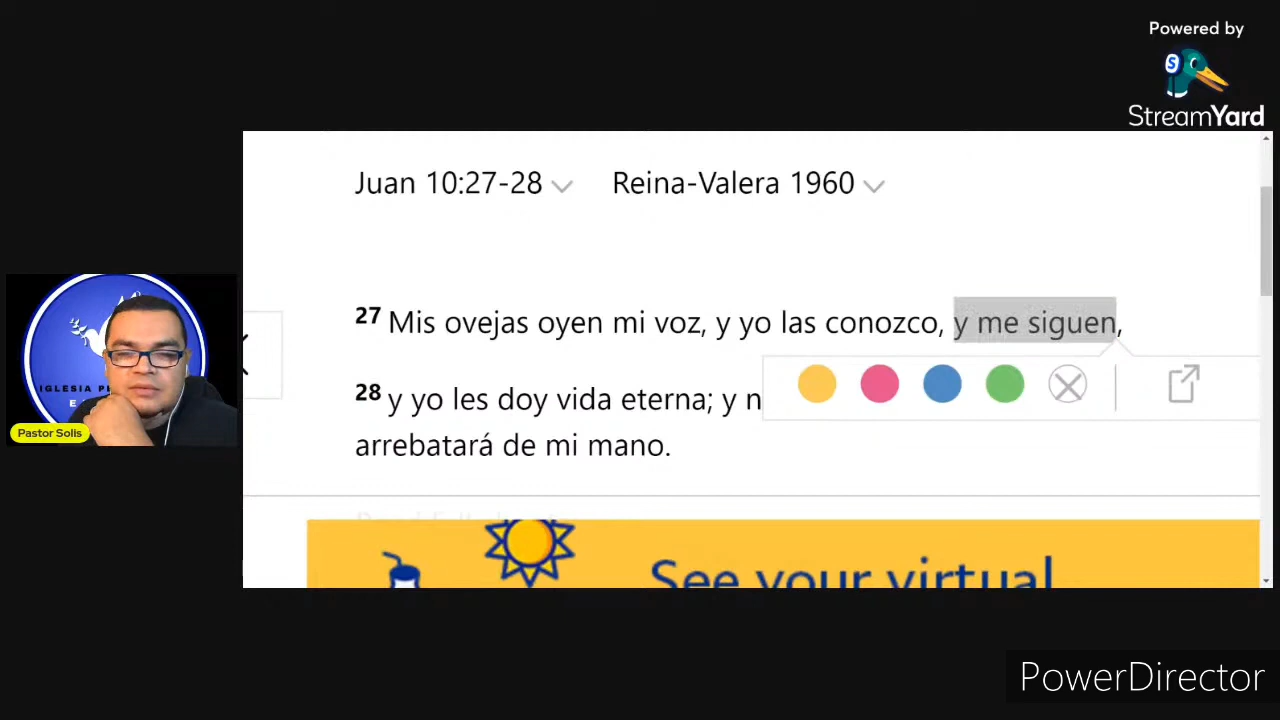 Powered by
StreamYard
Juan 10:27-28 Reina-Valera 1960
27 Mis ovejas oyen mi voz, y yo las conozco, y me siguen,
28 y yo les doy vida eterna; y n
arrebatará de mi mano.
IGLESIA
Pastor Solis
See your virtual
PowerDirector